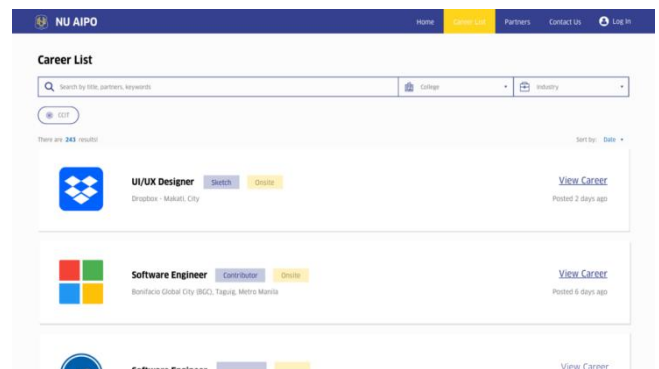 NU AIPO
Home Career List Partners Contact Us Log In
Career List
Search by title, partners, keywords College Industry
CCIT
There are 243 results! Sort by: Date
UI/UX Designer Sketch Onsite View Career
Dropbox - Makati, City Posted 2 days ago
Software Engineer Contributor Onsite View Career
Bonifacio Global City (BGC), Taguig, Metro Manila Posted 6 days ago
Software Engineer View Career